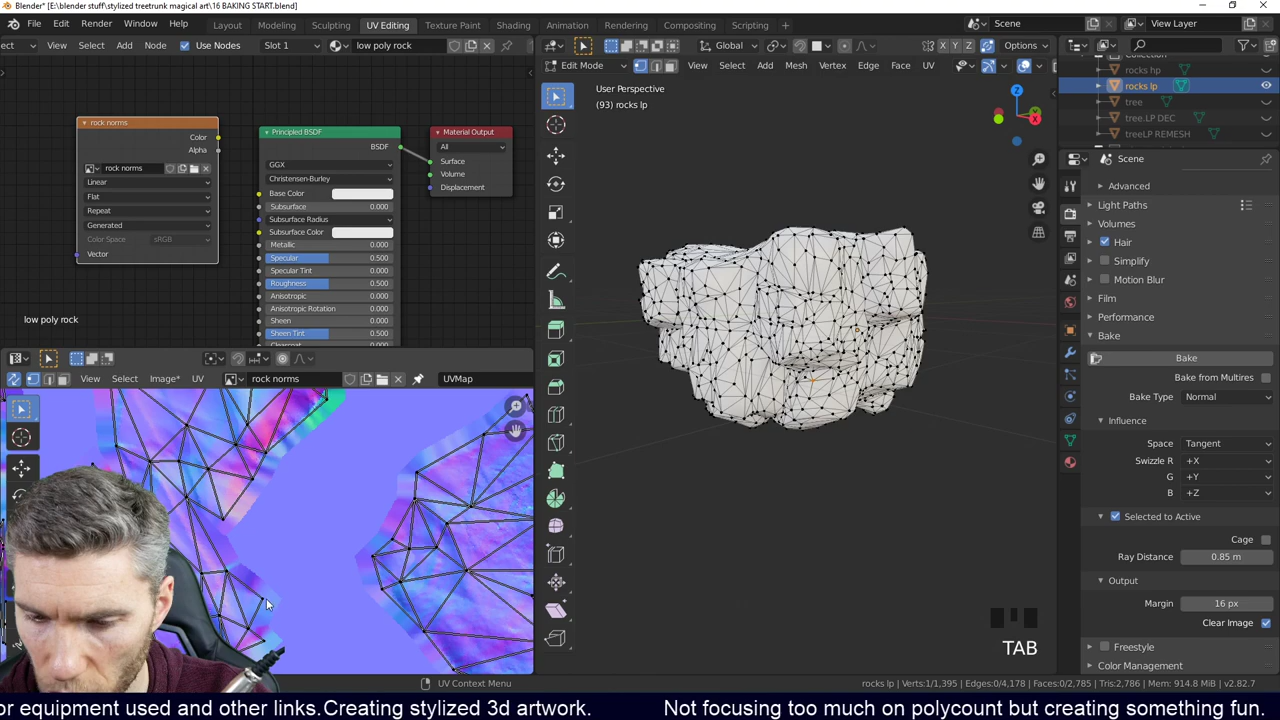 Blender* [E:\blender stuff\stylized treetrunk magical art\16 BAKING START.blend]
File Edit Render Window Help Layout Modeling Sculpting UV Editing Texture Paint Shading Animation Rendering Compositing Scripting Scene View Layer
ect View Select Add Node Use Nodes Slot 1 low poly rock Global X Y Z Options
Edit Mode View Select Add Mesh Vertex Edge Face UV
Collection
rocks hp
rocks lp
tree
tree.LP DEC
treeLP REMESH
User Perspective
(93) rocks lp
Z
X
rock norms
Color
Alpha
rock norms
Linear
Flat
Repeat
Generated
Color Space sRGB
Vector
Principled BSDF
BSDF
GGX
Christensen-Burley
Base Color
Subsurface 0.000
Subsurface Radius
Subsurface Color
Metallic 0.000
Specular 0.500
Specular Tint 0.000
Roughness 0.500
Anisotropic 0.000
Anisotropic Rotation 0.000
Sheen 0.000
Sheen Tint 0.500
Clearcoat 0.000
Material Output
All
Surface
Volume
Displacement
low poly rock
View Select Image* UV rock norms UVMap
Scene
Advanced
Light Paths
Volumes
Hair
Simplify
Motion Blur
Film
Performance
Bake
Bake
Bake from Multires
Bake Type Normal
Influence
Space Tangent
Swizzle R +X
G +Y
B +Z
Selected to Active
Cage
Ray Distance 0.85 m
Output
Margin 16 px
Clear Image
Freestyle
Color Management
TAB
UV Context Menu
rocks lp | Verts:1/1,395 | Edges:0/4,178 | Faces:0/2,785 | Tris:2,786 | Mem: 914.8 MiB | v2.82.7
or equipment used and other links.Creating stylized 3d artwork. Not focusing too much on polycount but creating something fun.